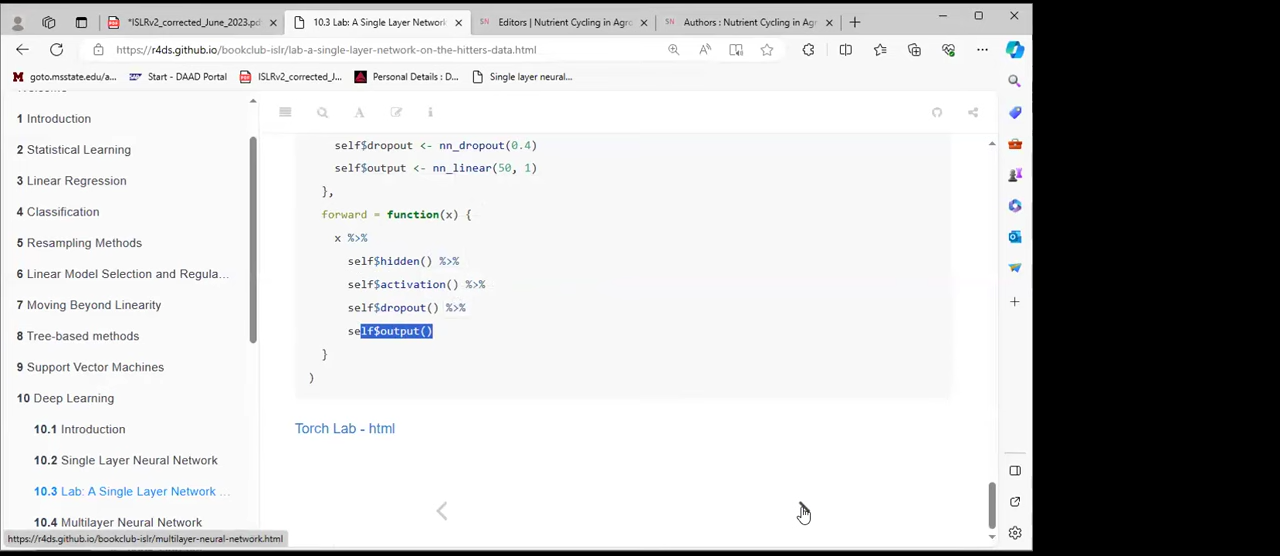 *ISLRv2_corrected_June_2023.pd
10.3 Lab: A Single Layer Network
Editors | Nutrient Cycling in Agro
Authors : Nutrient Cycling in Ag
https://r4ds.github.io/bookclub-islr/lab-a-single-layer-network-on-the-hitters-data.html
goto.msstate.edu/a...
Start - DAAD Portal
ISLRv2_corrected_J...
Personal Details : D...
Single layer neural...
1 Introduction
2 Statistical Learning
3 Linear Regression
4 Classification
5 Resampling Methods
6 Linear Model Selection and Regula...
7 Moving Beyond Linearity
8 Tree-based methods
9 Support Vector Machines
10 Deep Learning
10.1 Introduction
10.2 Single Layer Neural Network
10.3 Lab: A Single Layer Network ...
10.4 Multilayer Neural Network
self$dropout <- nn_dropout(0.4)
self$output <- nn_linear(50, 1)
},
forward = function(x) {
x %>%
self$hidden() %>%
self$activation() %>%
self$dropout() %>%
self$output()
}
)
Torch Lab - html
https://r4ds.github.io/bookclub-islr/multilayer-neural-network.html